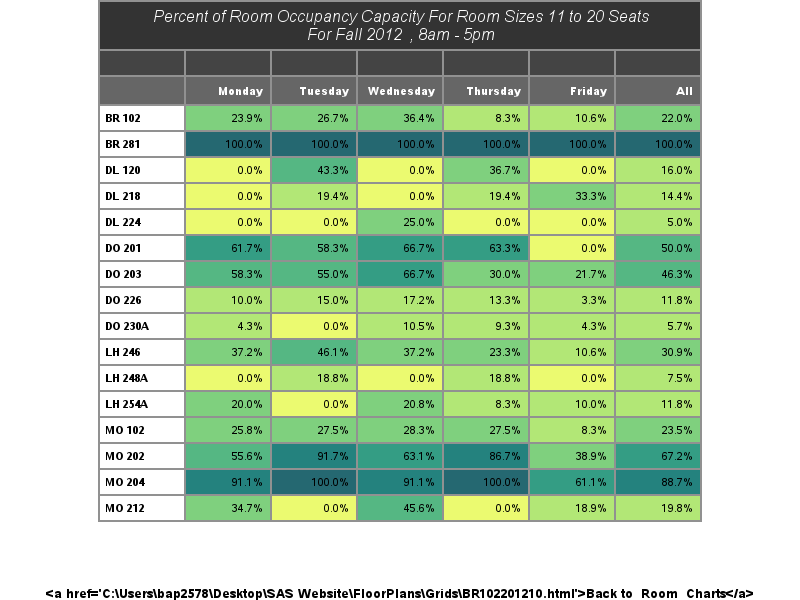 Percent of Room Occupancy Capacity For Room Sizes 11 to 20 Seats
For Fall 2012 , 8am - 5pm
Monday Tuesday Wednesday Thursday Friday All
BR 102 23.9% 26.7% 36.4% 8.3% 10.6% 22.0%
BR 281 100.0% 100.0% 100.0% 100.0% 100.0% 100.0%
DL 120 0.0% 43.3% 0.0% 36.7% 0.0% 16.0%
DL 218 0.0% 19.4% 0.0% 19.4% 33.3% 14.4%
DL 224 0.0% 0.0% 25.0% 0.0% 0.0% 5.0%
DO 201 61.7% 58.3% 66.7% 63.3% 0.0% 50.0%
DO 203 58.3% 55.0% 66.7% 30.0% 21.7% 46.3%
DO 226 10.0% 15.0% 17.2% 13.3% 3.3% 11.8%
DO 230A 4.3% 0.0% 10.5% 9.3% 4.3% 5.7%
LH 246 37.2% 46.1% 37.2% 23.3% 10.6% 30.9%
LH 248A 0.0% 18.8% 0.0% 18.8% 0.0% 7.5%
LH 254A 20.0% 0.0% 20.8% 8.3% 10.0% 11.8%
MO 102 25.8% 27.5% 28.3% 27.5% 8.3% 23.5%
MO 202 55.6% 91.7% 63.1% 86.7% 38.9% 67.2%
MO 204 91.1% 100.0% 91.1% 100.0% 61.1% 88.7%
MO 212 34.7% 0.0% 45.6% 0.0% 18.9% 19.8%
<a href='C:\Users\bap2578\Desktop\SAS Website\FloorPlans\Grids\BR102201210.html'>Back to Room Charts</a>